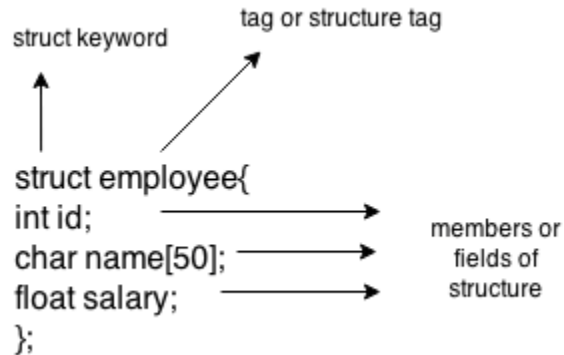 tag or structure tag
struct keyword
struct employee{
int id;
char name[50];
float salary;
};
members or
fields of
structure